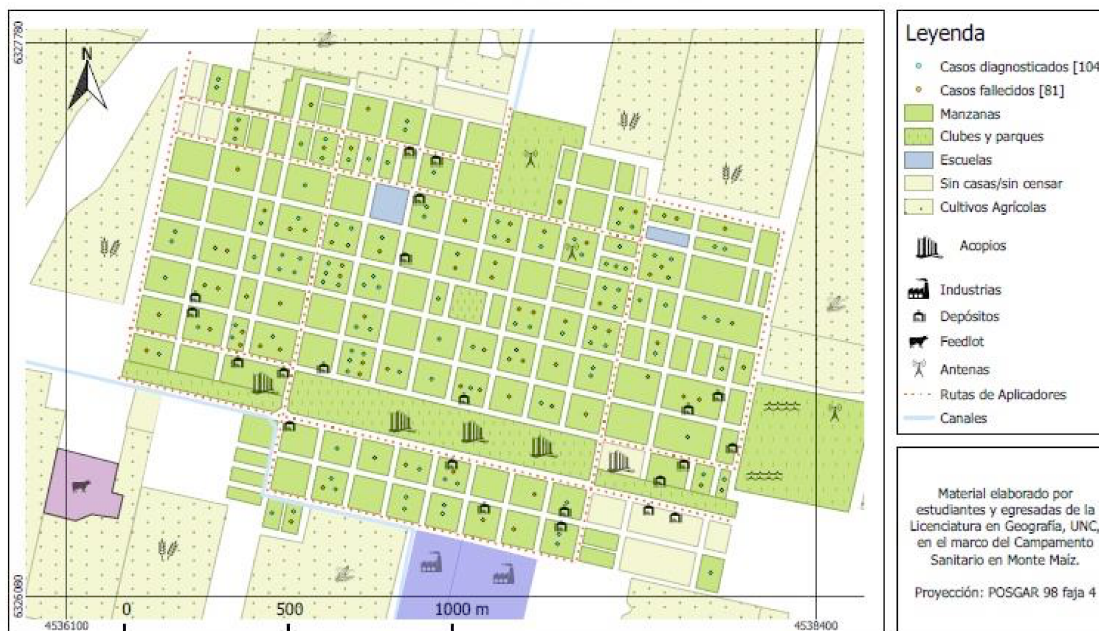 6327780
N
6326080
0 500 1000 m
4536100
4538400
Leyenda
Casos diagnosticados [104
Casos fallecidos [81]
Manzanas
Clubes y parques
Escuelas
Sin casas/sin censar
Cultivos Agrícolas
Acopios
Industrias
Depósitos
Feedlot
Antenas
Rutas de Aplicadores
Canales
Material elaborado por
estudiantes y egresadas de la
Licenciatura en Geografía, UNC,
en el marco del Campamento
Sanitario en Monte Maíz.
Proyección: POSGAR 98 faja 4